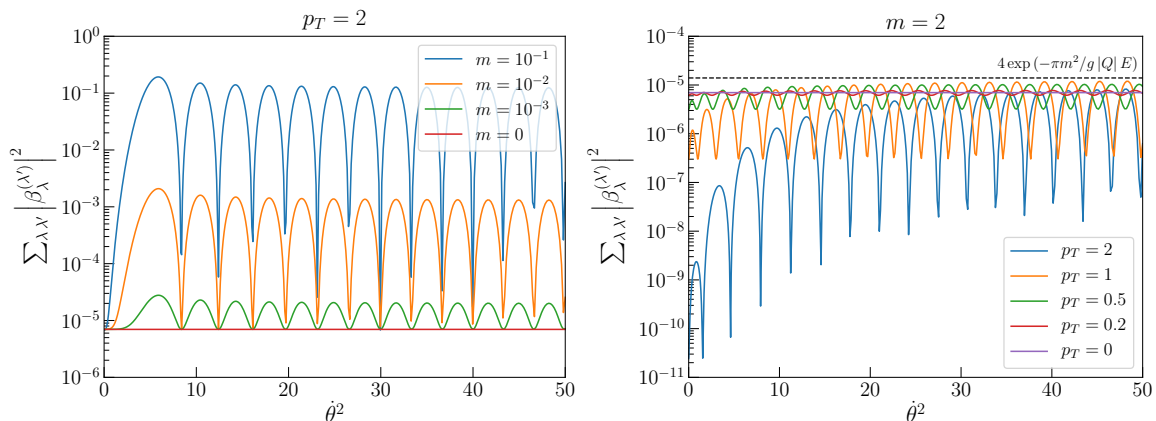 p_T = 2
10^0
10^{-1}
10^{-2}
10^{-3}
10^{-4}
10^{-5}
10^{-6}
∑_{λλ′} |β_λ^{(λ′)}|^2
0 10 20 30 40 50
θ̇^2
m = 10^{-1}
m = 10^{-2}
m = 10^{-3}
m = 0
m = 2
10^{-4}
10^{-5}
10^{-6}
10^{-7}
10^{-8}
10^{-9}
10^{-10}
10^{-11}
∑_{λλ′} |β_λ^{(λ′)}|^2
4 exp (−πm^2/g |Q| E)
0 10 20 30 40 50
θ̇^2
p_T = 2
p_T = 1
p_T = 0.5
p_T = 0.2
p_T = 0